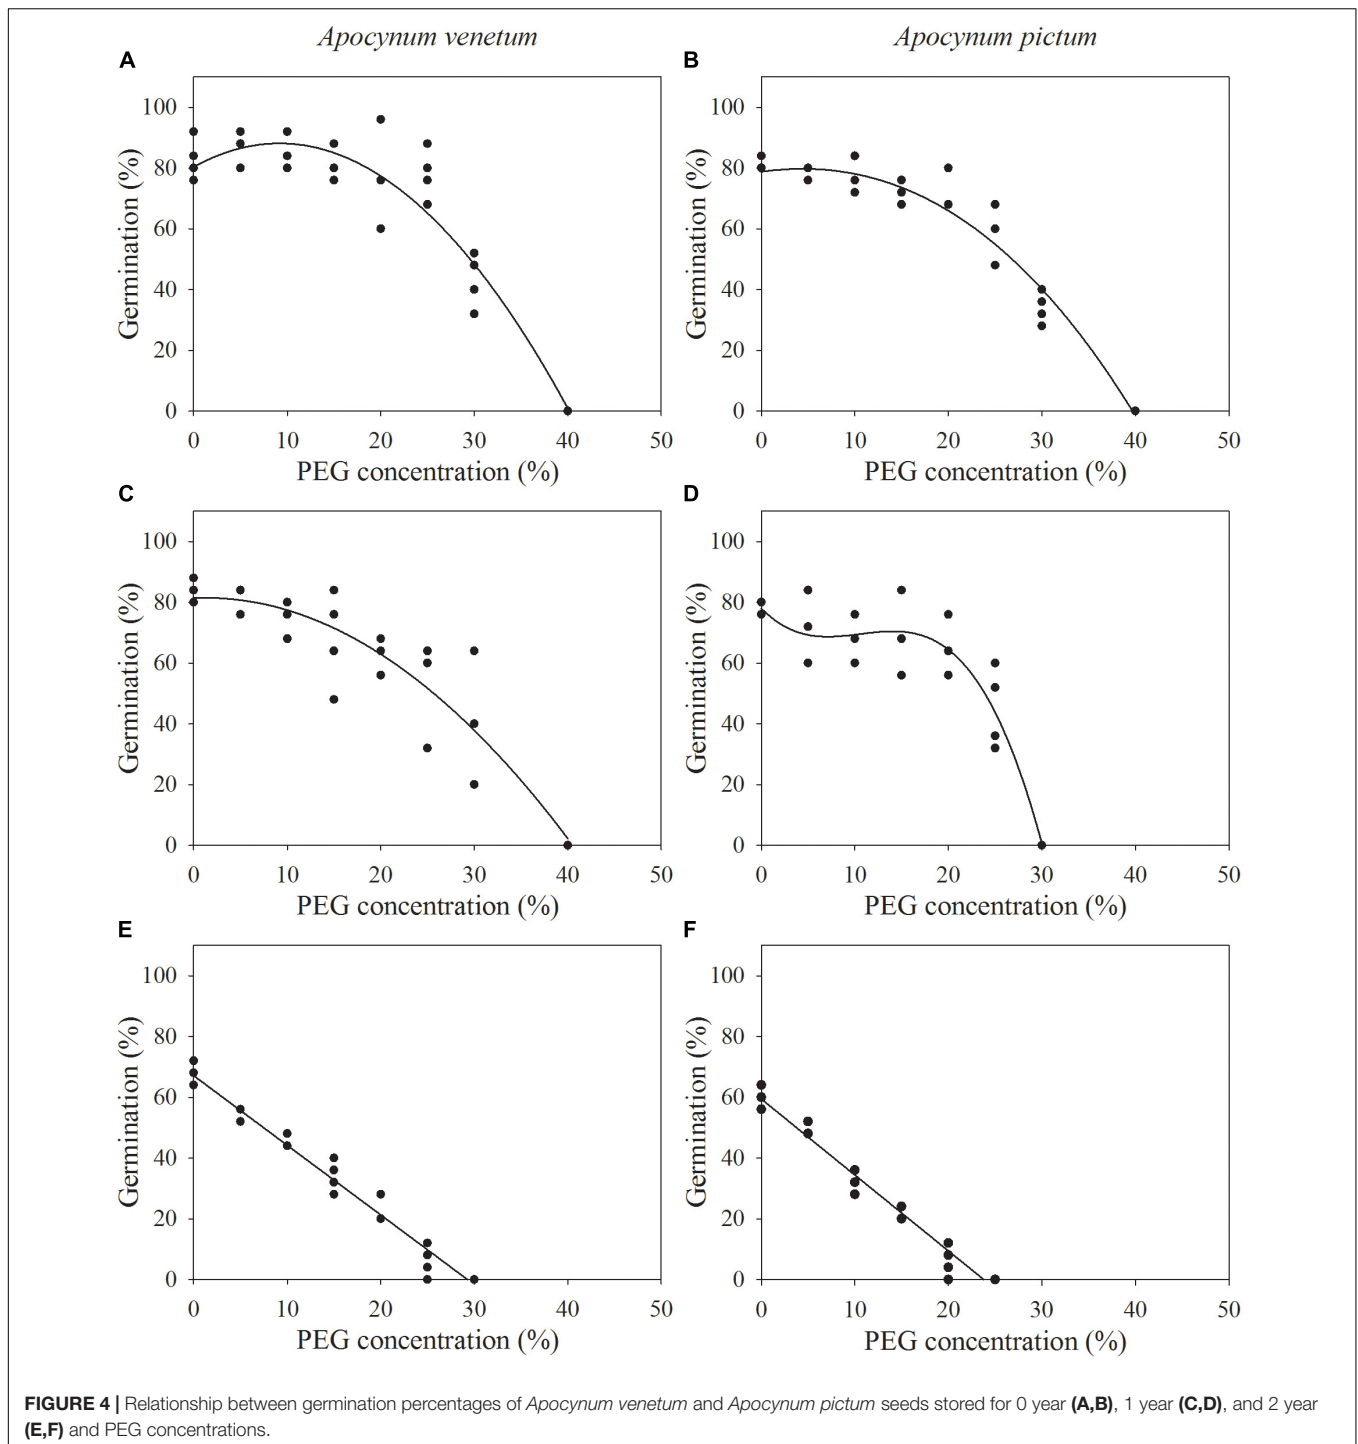 Apocynum venetum
Apocynum pictum
A
B
100
80
60
40
20
0
Germination (%)
0 10 20 30 40 50
PEG concentration (%)
100
80
60
40
20
0
Germination (%)
0 10 20 30 40 50
PEG concentration (%)
C
D
100
80
60
40
20
0
Germination (%)
0 10 20 30 40 50
PEG concentration (%)
100
80
60
40
20
0
Germination (%)
0 10 20 30 40 50
PEG concentration (%)
E
F
100
80
60
40
20
0
Germination (%)
0 10 20 30 40 50
PEG concentration (%)
100
80
60
40
20
0
Germination (%)
0 10 20 30 40 50
PEG concentration (%)
FIGURE 4 | Relationship between germination percentages of Apocynum venetum and Apocynum pictum seeds stored for 0 year (A,B), 1 year (C,D), and 2 year
(E,F) and PEG concentrations.